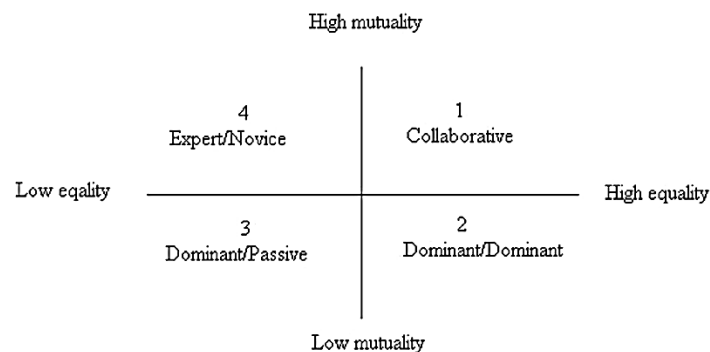 High mutuality
4
Expert/Novice
1
Collaborative
Low eqality
High equality
3
Dominant/Passive
2
Dominant/Dominant
Low mutuality